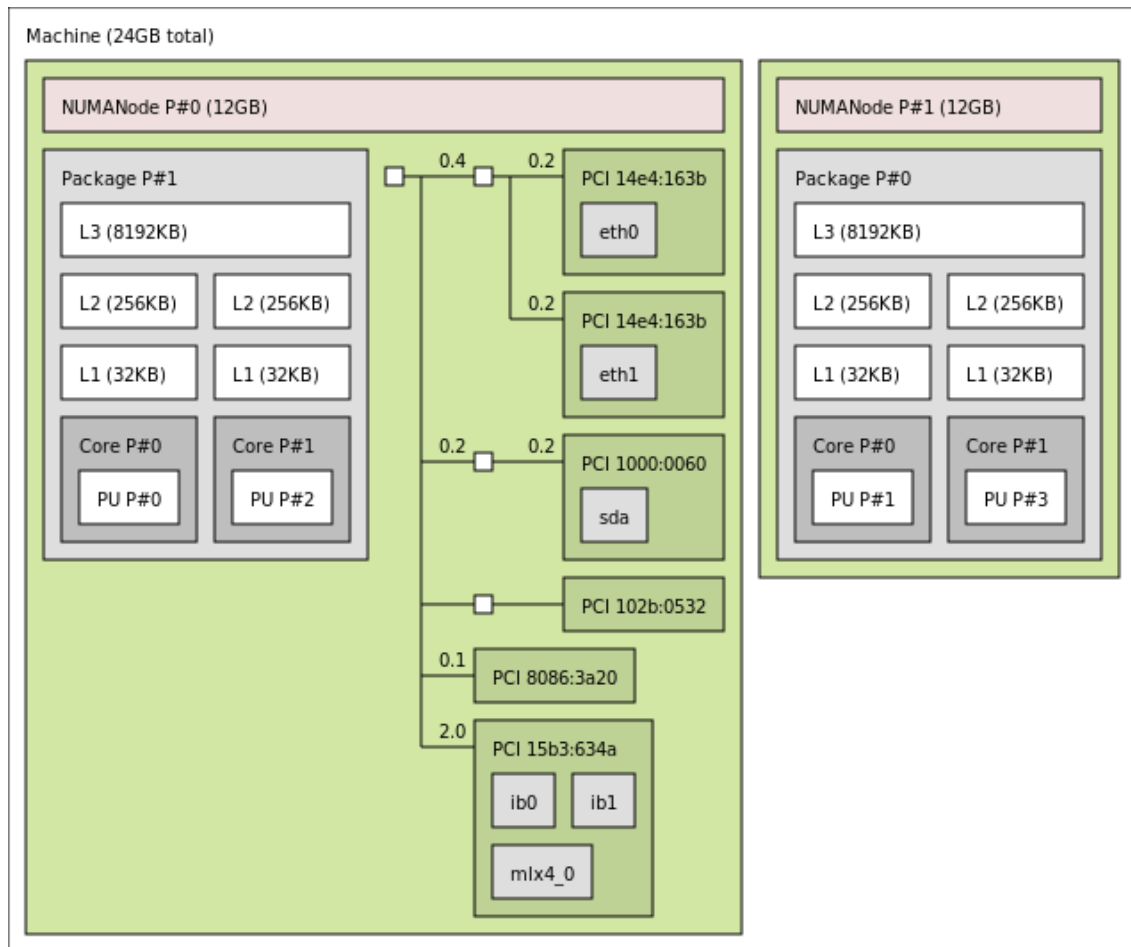 Machine (24GB total)
NUMANode P#0 (12GB)
Package P#1
L3 (8192KB)
L2 (256KB)
L2 (256KB)
L1 (32KB)
L1 (32KB)
Core P#0
PU P#0
Core P#1
PU P#2
0.4
0.2
PCI 14e4:163b
eth0
0.2
PCI 14e4:163b
eth1
0.2
0.2
PCI 1000:0060
sda
PCI 102b:0532
0.1
PCI 8086:3a20
2.0
PCI 15b3:634a
ib0
ib1
mlx4_0
NUMANode P#1 (12GB)
Package P#0
L3 (8192KB)
L2 (256KB)
L2 (256KB)
L1 (32KB)
L1 (32KB)
Core P#0
PU P#1
Core P#1
PU P#3